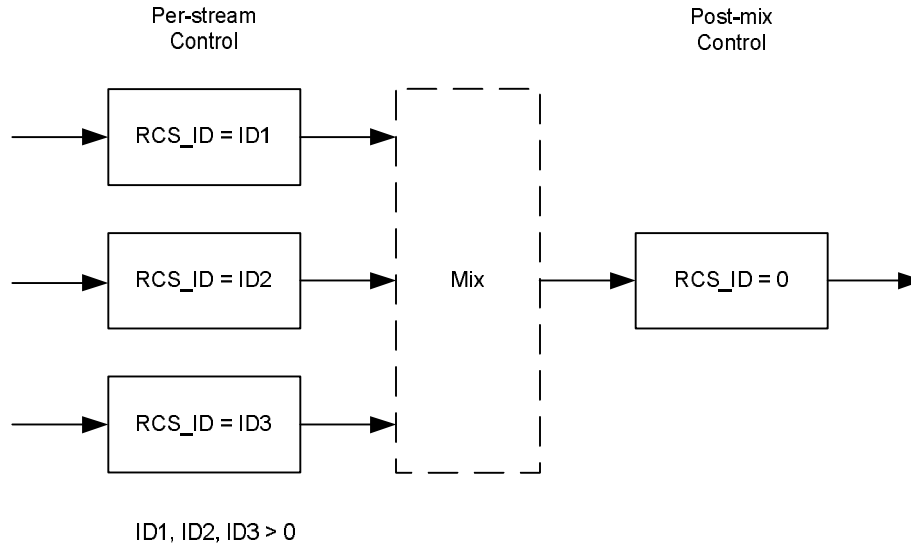 Per-stream
Control
Post-mix
Control
RCS_ID = ID1
RCS_ID = ID2
Mix
RCS_ID = 0
RCS_ID = ID3
ID1, ID2, ID3 > 0